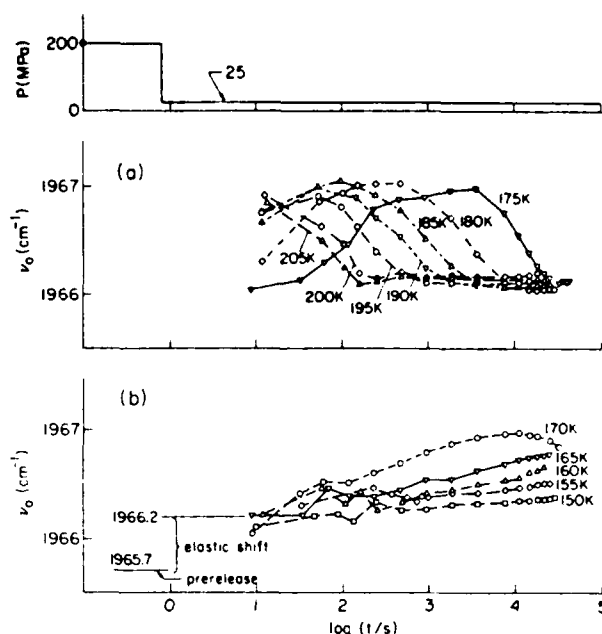 P(MPa)
200
0
25
(a)
ν₀ (cm⁻¹)
1967
1966
175K
185K
180K
205K
200K
195K
190K
(b)
ν₀ (cm⁻¹)
1967
1966
170K
165K
160K
155K
150K
1966.2
1965.7
elastic shift
prerelease
0
1
2
3
4
5
log (t/s)